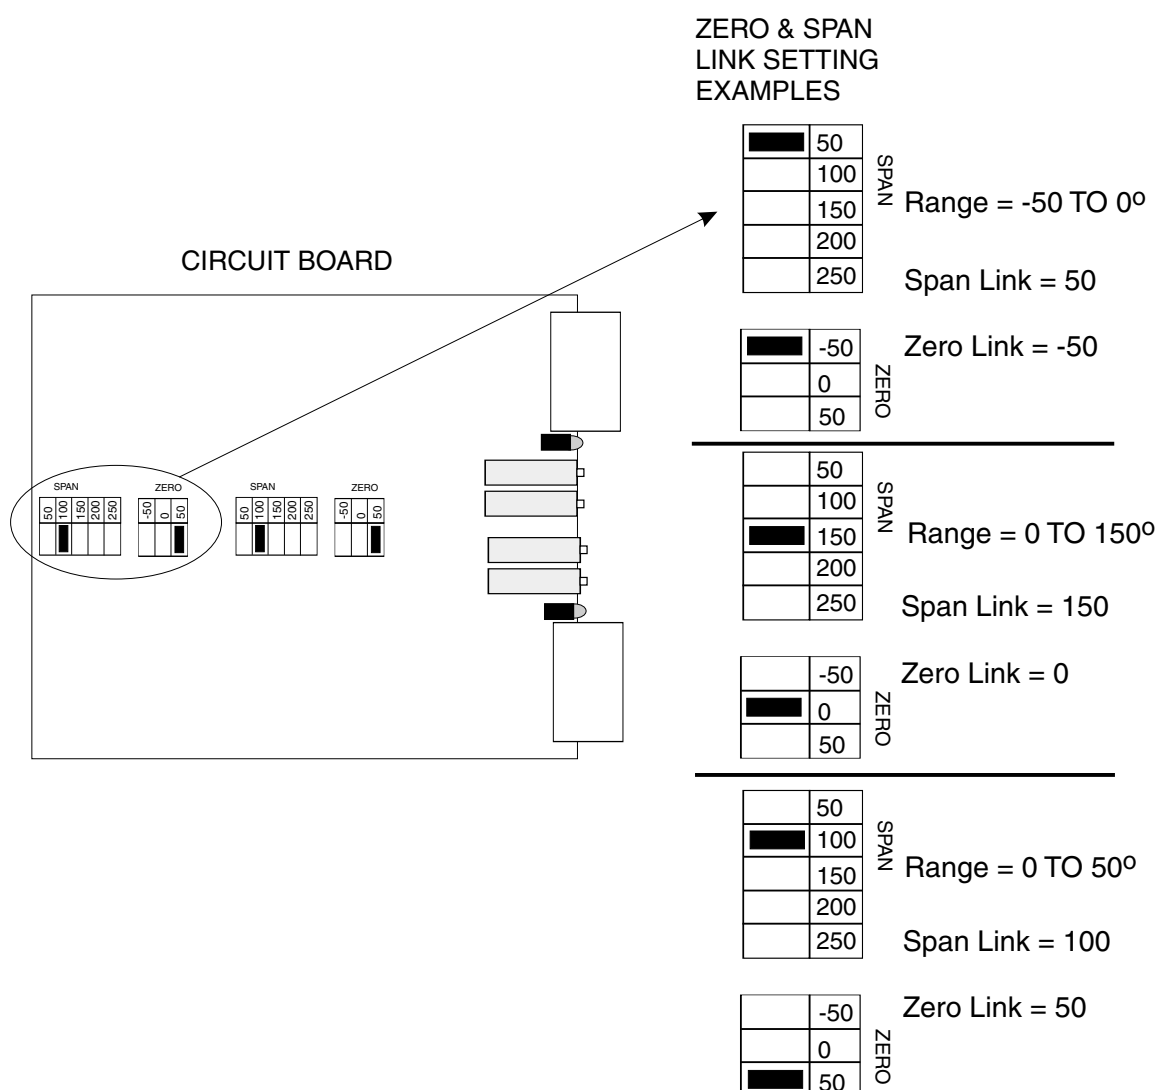 ZERO & SPAN
LINK SETTING
EXAMPLES
50
100
150
200
250
SPAN
Range = -50 TO 0º
Span Link = 50
-50
0
50
ZERO
Zero Link = -50
CIRCUIT BOARD
SPAN
50
100
150
200
250
ZERO
-50
0
50
SPAN
50
100
150
200
250
ZERO
-50
0
50
50
100
150
200
250
SPAN
Range = 0 TO 150º
Span Link = 150
-50
0
50
ZERO
Zero Link = 0
50
100
150
200
250
SPAN
Range = 0 TO 50º
Span Link = 100
-50
0
50
ZERO
Zero Link = 50